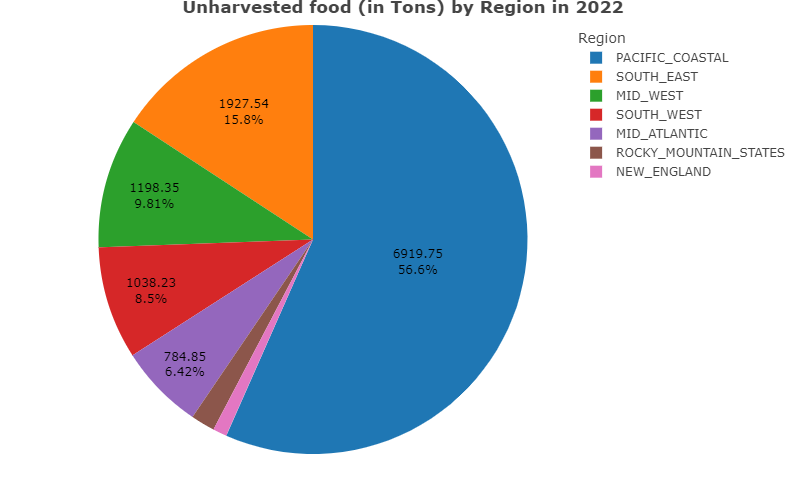 Unharvested food (in Tons) by Region in 2022
Region
PACIFIC_COASTAL
SOUTH_EAST
MID_WEST
SOUTH_WEST
MID_ATLANTIC
ROCKY_MOUNTAIN_STATES
NEW_ENGLAND
1927.54
15.8%
1198.35
9.81%
6919.75
56.6%
1038.23
8.5%
784.85
6.42%